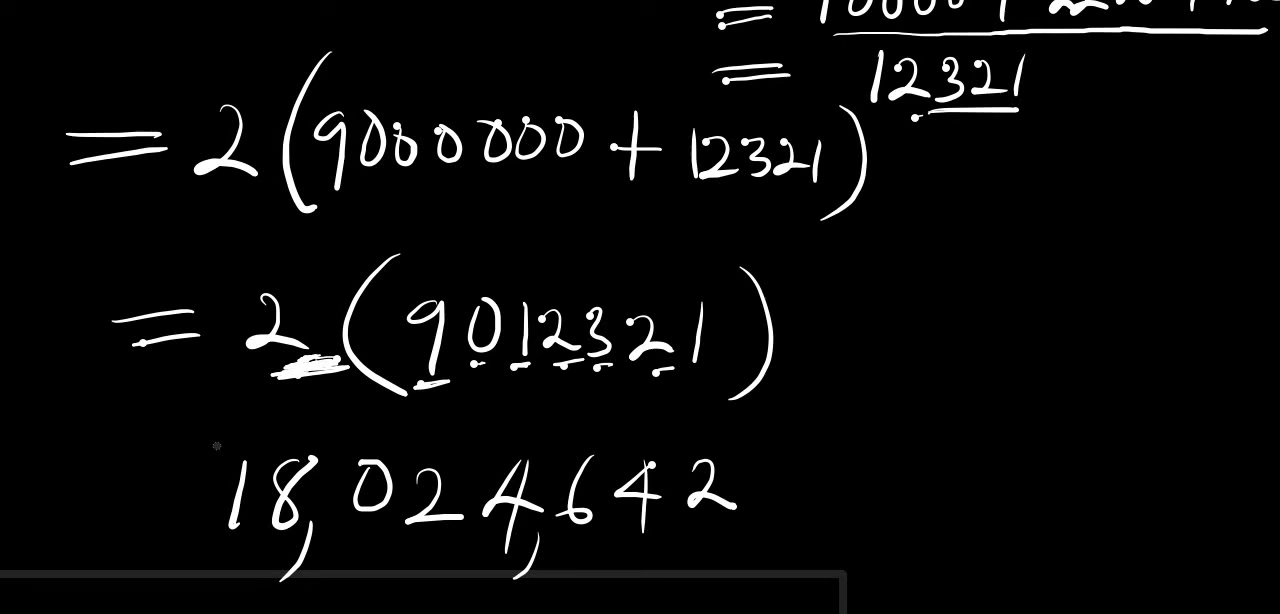 =
= 12321
= 2(9000000 + 12321)
= 2(9012321)
18,024,642